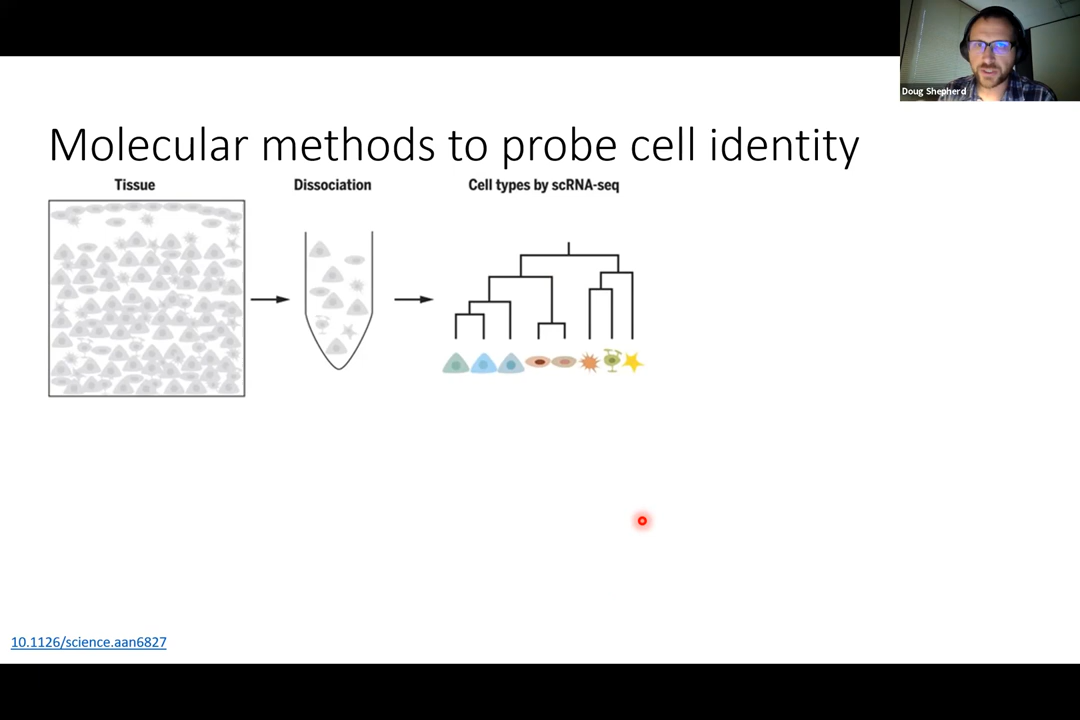 Doug Shepherd
Molecular methods to probe cell identity
Tissue
Dissociation
Cell types by scRNA-seq
10.1126/science.aan6827